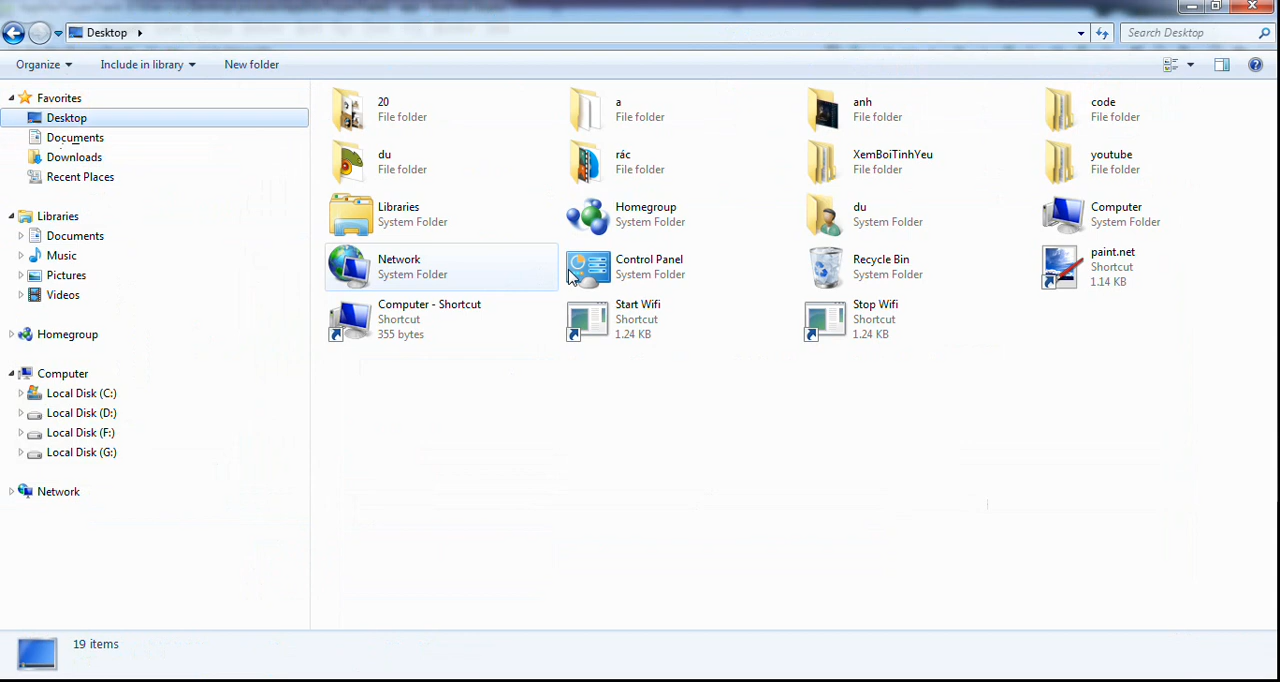 Desktop
Search Desktop
Organize
Include in library
New folder
Favorites
Desktop
Documents
Downloads
Recent Places
Libraries
Documents
Music
Pictures
Videos
Homegroup
Computer
Local Disk (C:)
Local Disk (D:)
Local Disk (F:)
Local Disk (G:)
Network
20
File folder
a
File folder
anh
File folder
code
File folder
du
File folder
rác
File folder
XemBoiTinhYeu
File folder
youtube
File folder
Libraries
System Folder
Homegroup
System Folder
du
System Folder
Computer
System Folder
Network
System Folder
Control Panel
System Folder
Recycle Bin
System Folder
paint.net
Shortcut
1.14 KB
Computer - Shortcut
Shortcut
355 bytes
Start Wifi
Shortcut
1.24 KB
Stop Wifi
Shortcut
1.24 KB
19 items